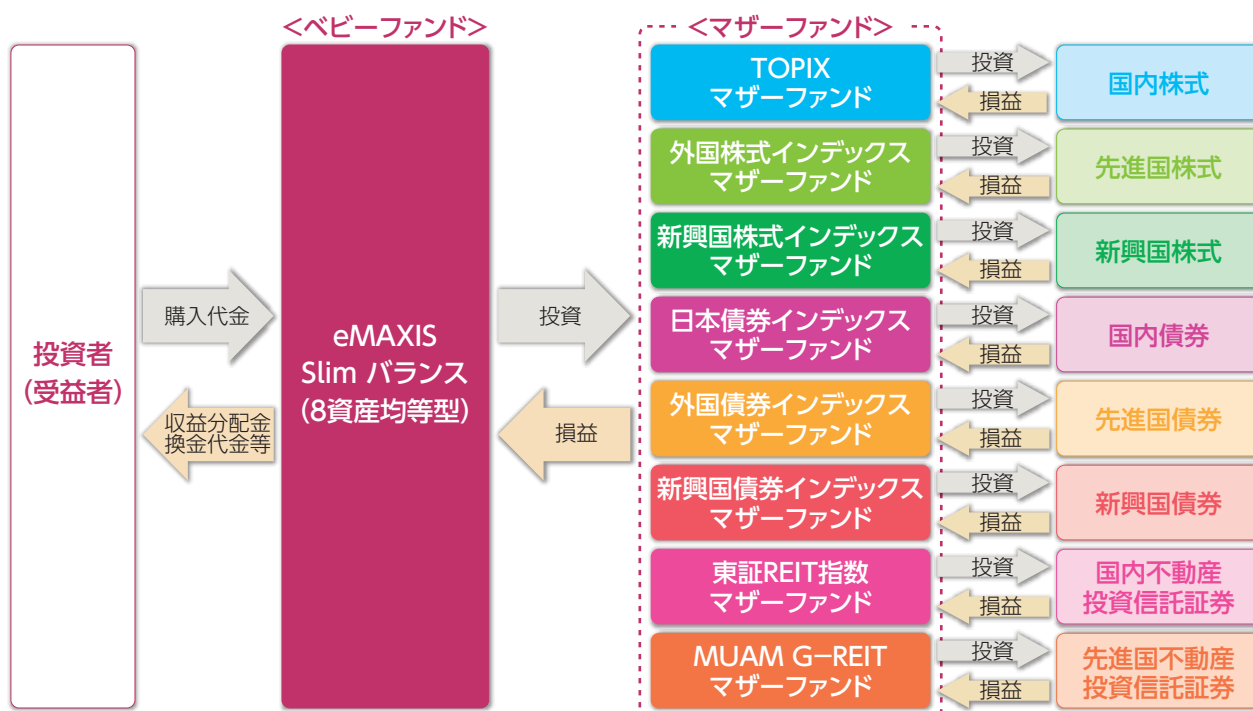 <ベビーファンド>
<マザーファンド>
投資者
(受益者)
購入代金
収益分配金
換金代金等
eMAXIS
Slim バランス
(8資産均等型)
投資
損益
TOPIX
マザーファンド
投資
損益
国内株式
外国株式インデックス
マザーファンド
投資
損益
先進国株式
新興国株式インデックス
マザーファンド
投資
損益
新興国株式
日本債券インデックス
マザーファンド
投資
損益
国内債券
外国債券インデックス
マザーファンド
投資
損益
先進国債券
新興国債券インデックス
マザーファンド
投資
損益
新興国債券
東証REIT指数
マザーファンド
投資
損益
国内不動産
投資信託証券
MUAM G-REIT
マザーファンド
投資
損益
先進国不動産
投資信託証券